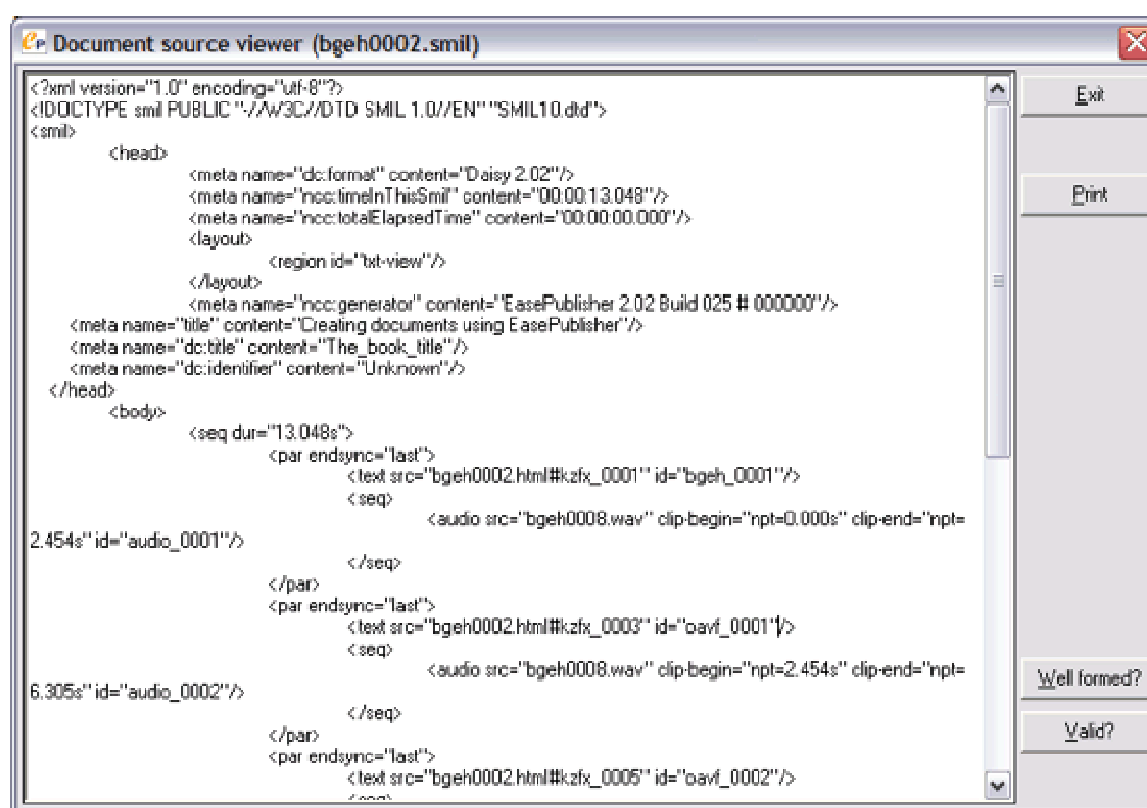 Document source viewer (bgeh0002.smil)
<?xml version="1.0" encoding="utf-8"?>
<!DOCTYPE smil PUBLIC "-//W3C//DTD SMIL 1.0//EN" "SMIL10.dtd">
<smil>
<head>
<meta name="dc:format" content="Daisy 2.02"/>
<meta name="ncc:timeInThisSmil" content="00:00:13.048"/>
<meta name="ncc:totalElapsedTime" content="00:00:00.000"/>
<layout>
<region id="txt-view"/>
</layout>
<meta name="ncc:generator" content="EasePublisher 2.02 Build 025 # 000000"/>
<meta name="title" content="Creating documents using EasePublisher"/>
<meta name="dc:title" content="The_book_title"/>
<meta name="dc:identifier" content="Unknown"/>
</head>
<body>
<seq dur="13.048s">
<par endsync="last">
<text src="bgeh0002.html#kzfx_0001" id="bgeh_0001"/>
<seq>
<audio src="bgeh0008.wav" clip-begin="npt=0.000s" clip-end="npt=
2.454s" id="audio_0001"/>
</seq>
</par>
<par endsync="last">
<text src="bgeh0002.html#kzfx_0003" id="oavf_0001"/>
<seq>
<audio src="bgeh0008.wav" clip-begin="npt=2.454s" clip-end="npt=
6.305s" id="audio_0002"/>
</seq>
</par>
<par endsync="last">
<text src="bgeh0002.html#kzfx_0005" id="oavf_0002"/>
<seq>
Exit
Print
Well formed?
Valid?